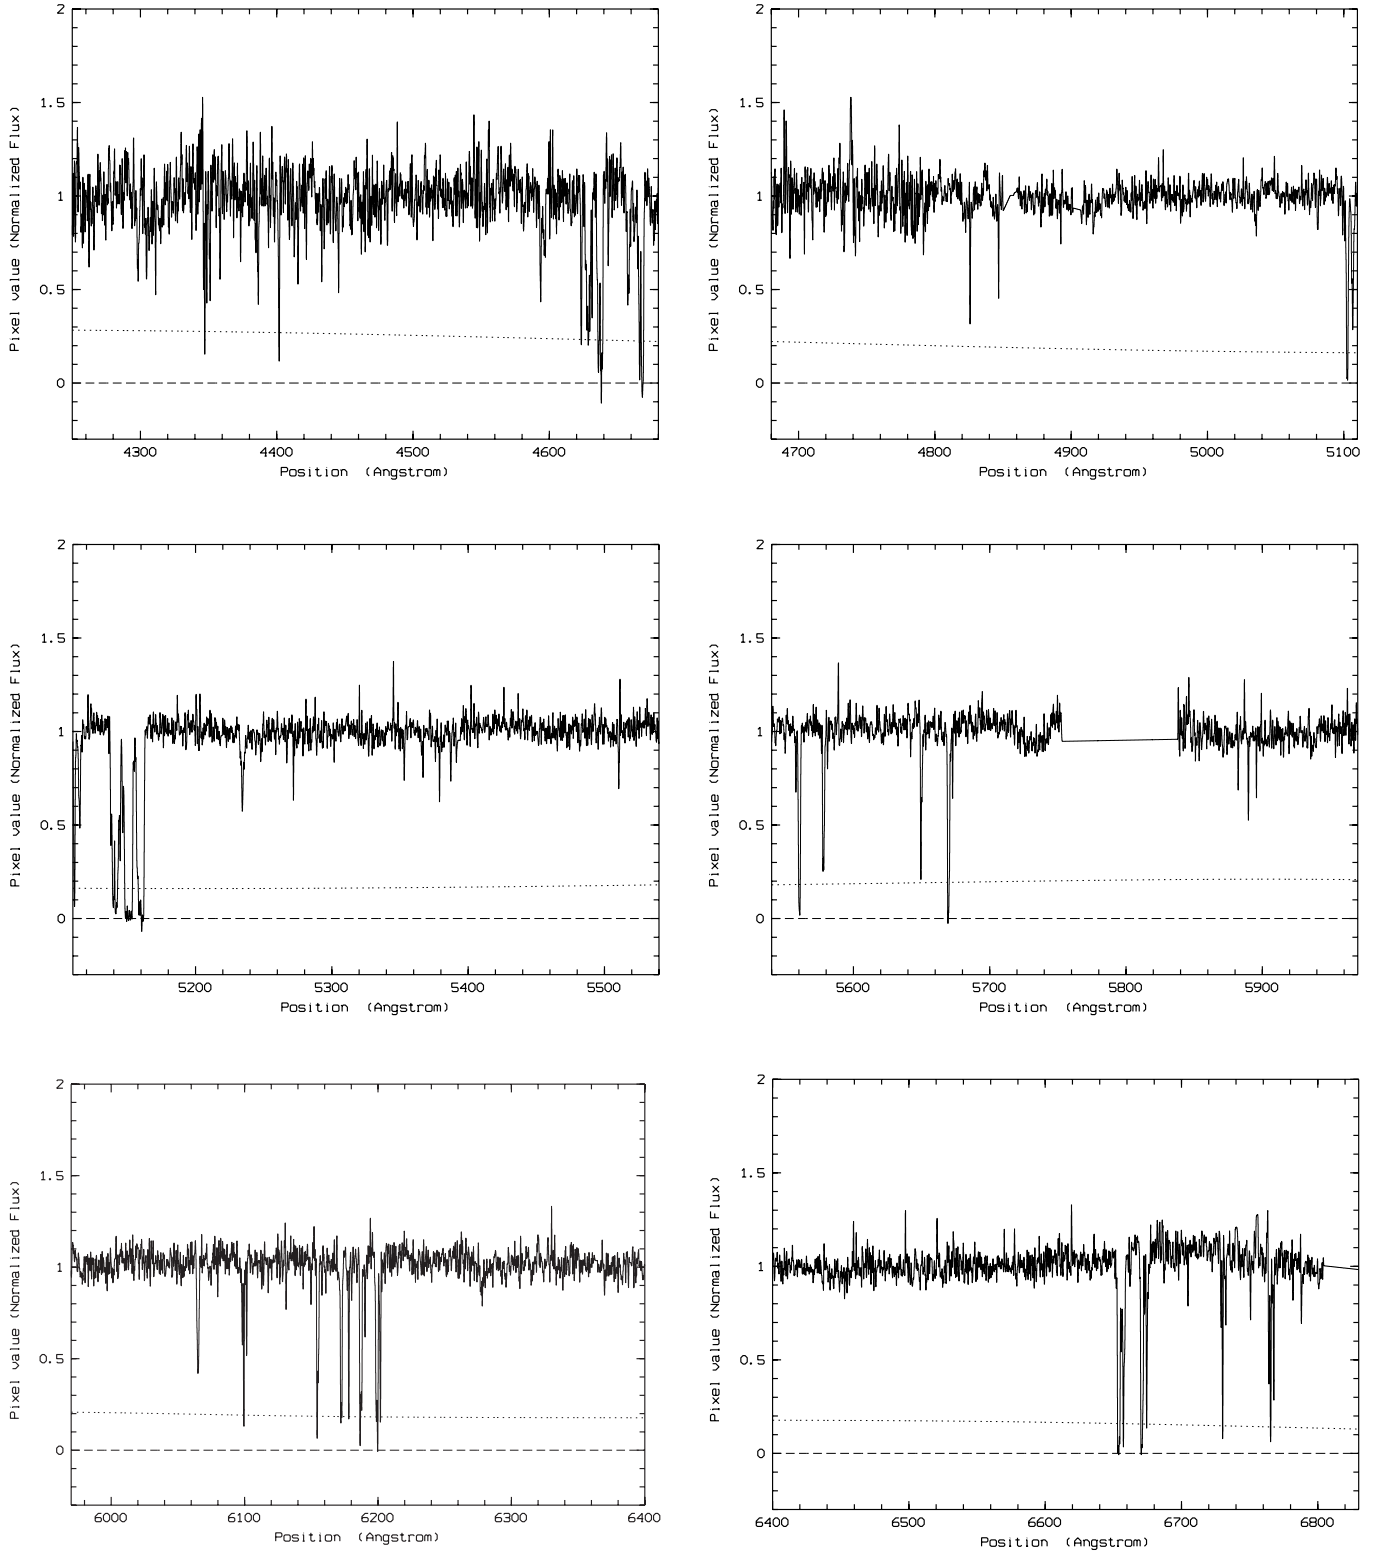 2
1.5
1
0.5
0
Pixel value (Normalized Flux)
4300 4400 4500 4600
Position (Angstrom)
2
1.5
1
0.5
0
Pixel value (Normalized Flux)
4700 4800 4900 5000 5100
Position (Angstrom)
2
1.5
1
0.5
0
Pixel value (Normalized Flux)
5200 5300 5400 5500
Position (Angstrom)
2
1.5
1
0.5
0
Pixel value (Normalized Flux)
5600 5700 5800 5900
Position (Angstrom)
2
1.5
1
0.5
0
Pixel value (Normalized Flux)
6000 6100 6200 6300 6400
Position (Angstrom)
2
1.5
1
0.5
0
Pixel value (Normalized Flux)
6400 6500 6600 6700 6800
Position (Angstrom)